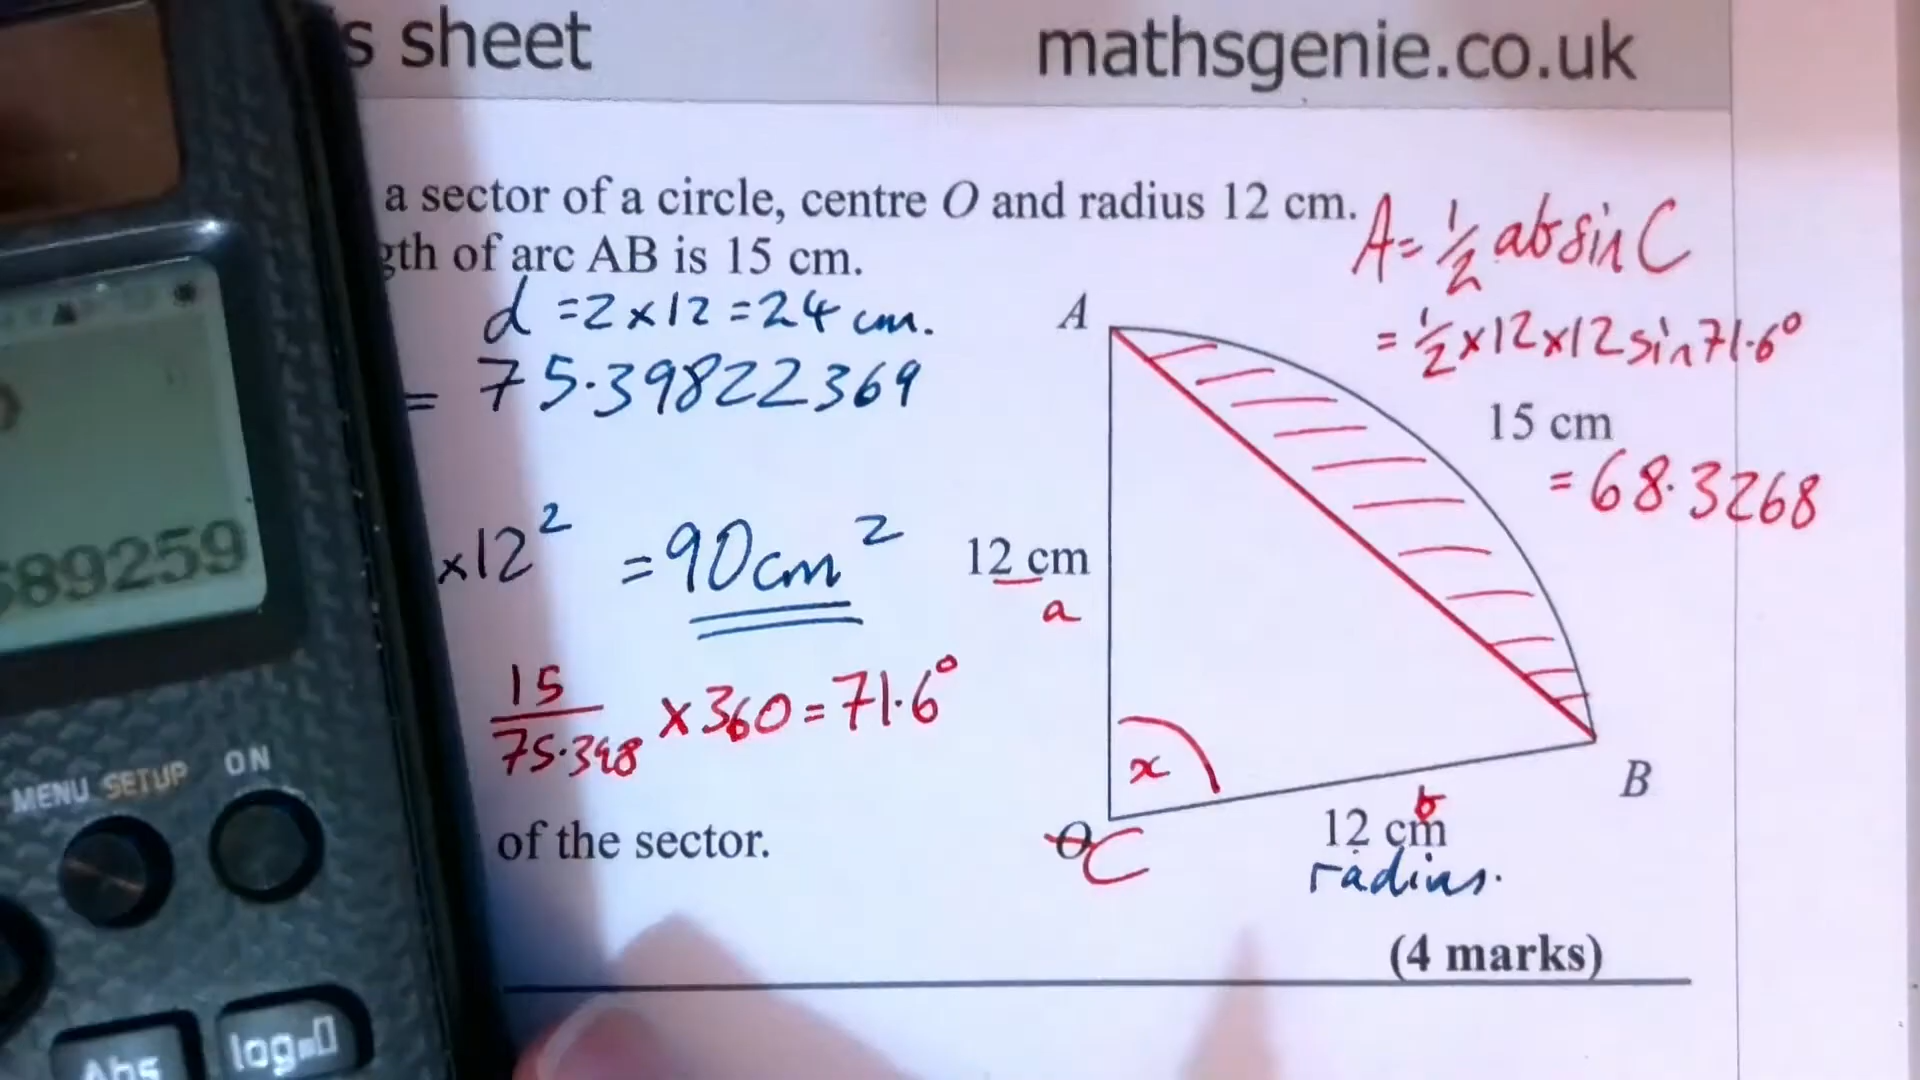 s sheet
mathsgenie.co.uk
a sector of a circle, centre O and radius 12 cm.
gth of arc AB is 15 cm.
A = ½ ab sin C
d = 2 × 12 = 24 cm.
= ½ × 12 × 12 sin 71.6°
A
= 75.39822369
15 cm
= 68.3268
×12² = 90cm²
12 cm
a
689259
15/75.398 × 360 = 71.6°
x
B
b
12 cm
of the sector.
O C
radius.
(4 marks)
MENU SETUP ON
Abs
log